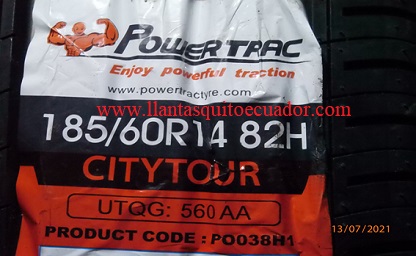 POWERTRAC
Enjoy powerful traction
www.powertractyre.com
www.llantasquitoecuador.com
185/60R14 82H
CITYTOUR
UTQG: 560 AA
PRODUCT CODE : PO038H1
13/07/2021